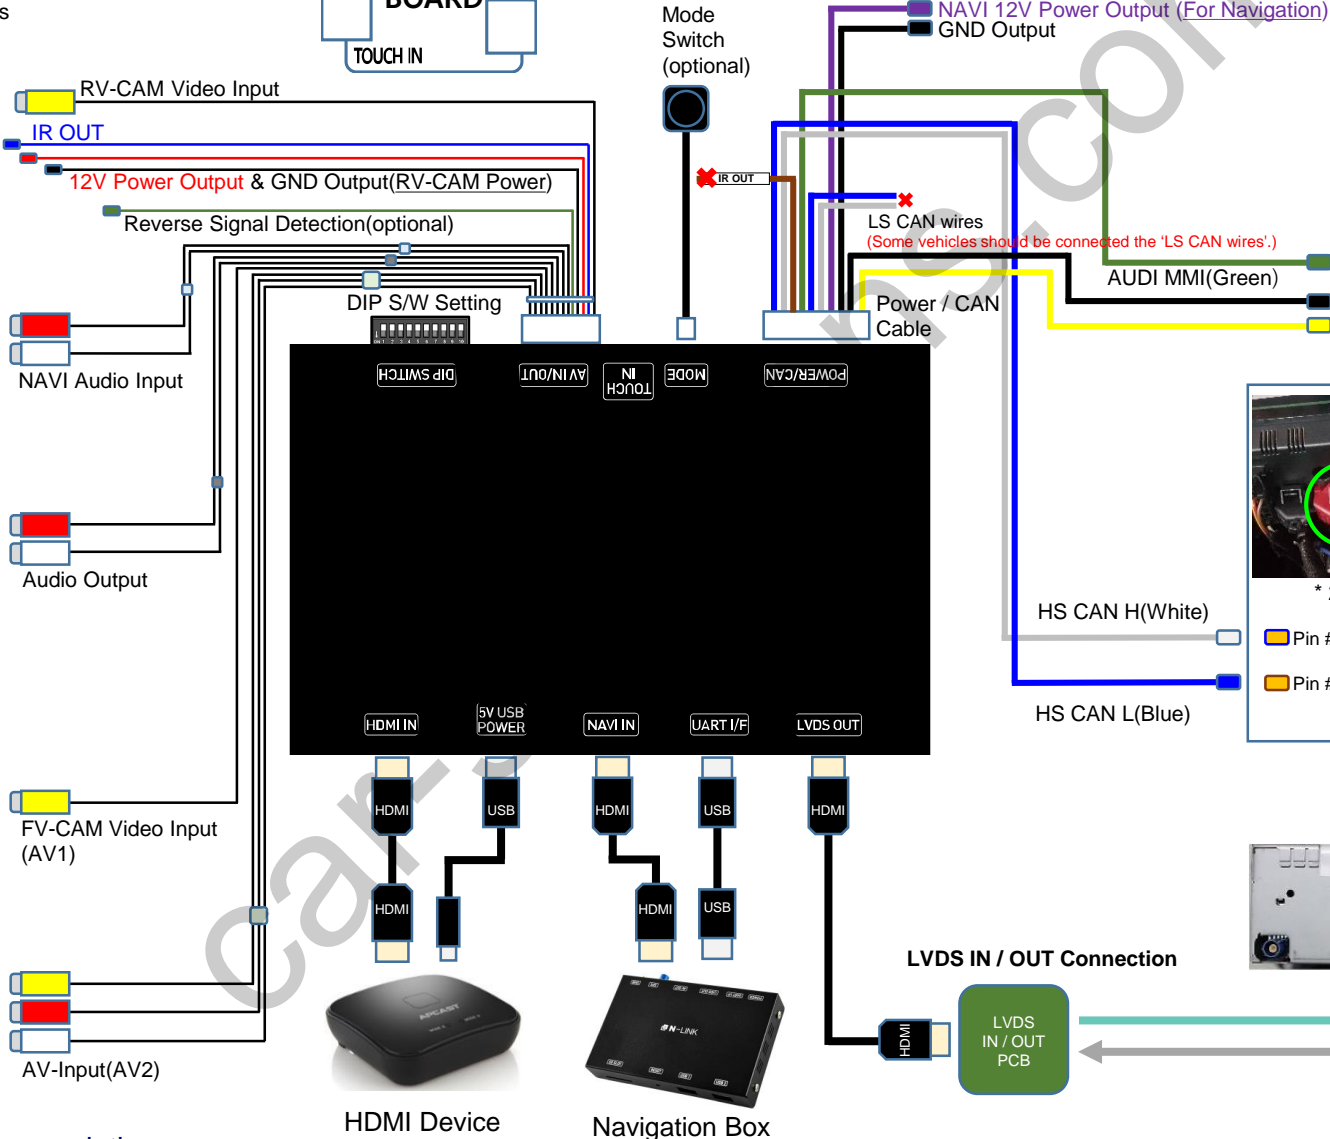 s
BOARD
TOUCH IN
Mode
Switch
(optional)
NAVI 12V Power Output (For Navigation)
GND Output
RV-CAM Video Input
IR OUT
12V Power Output & GND Output(RV-CAM Power)
Reverse Signal Detection(optional)
IR OUT
LS CAN wires
(Some vehicles should be connected the 'LS CAN wires'.)
AUDI MMI(Green)
DIP S/W Setting
Power / CAN
Cable
NAVI Audio Input
DIP SWITCH
AV IN/OUT
TOUCH
IN
MODE
POWER/CAN
Audio Output
HS CAN H(White)
HS CAN L(Blue)
*
Pin #
Pin #
HDMI IN
5V USB
POWER
NAVI IN
UART I/F
LVDS OUT
HDMI
USB
HDMI
USB
HDMI
FV-CAM Video Input
(AV1)
HDMI
HDMI
USB
LVDS IN / OUT Connection
HDMI
LVDS
IN / OUT
PCB
AV-Input(AV2)
APCAST
N-LINK
HDMI Device
Navigation Box
car-s
ns.com